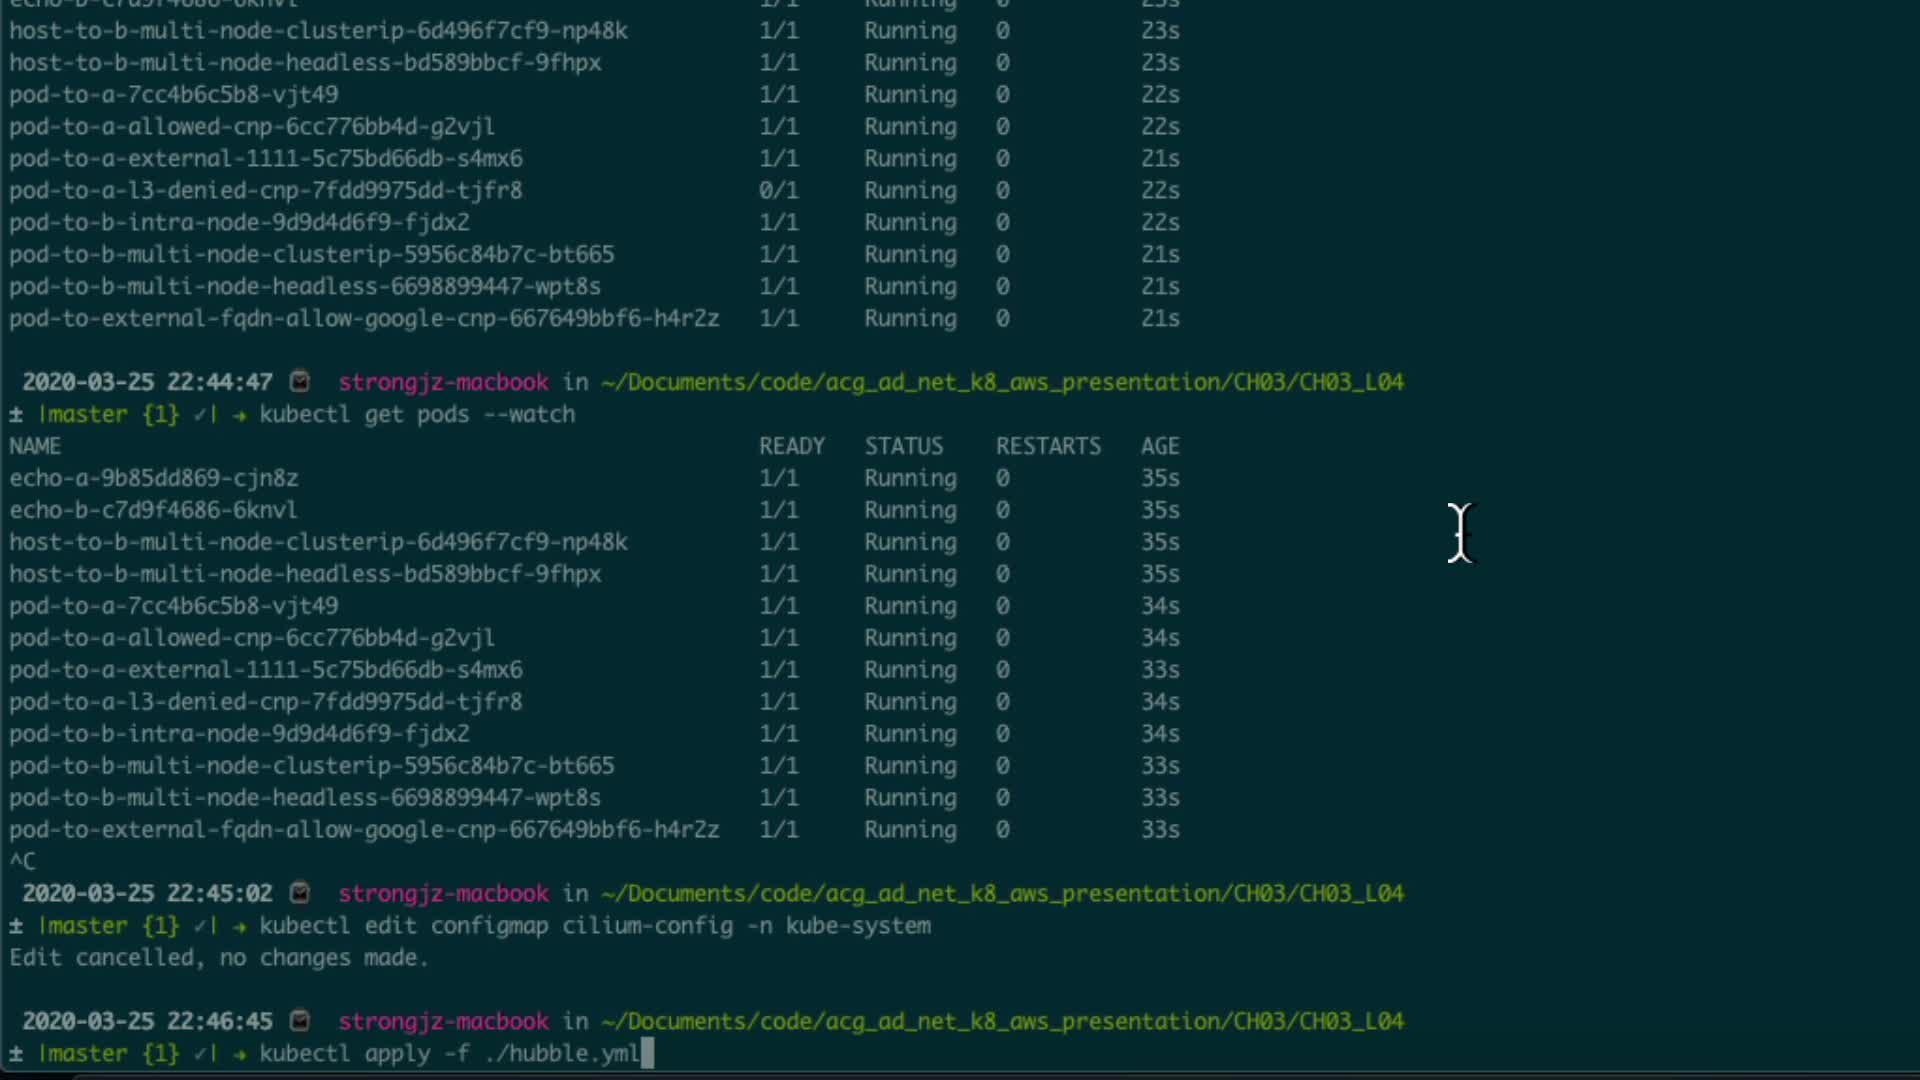 echo-b-c7d9f4686-6knvl 1/1 Running 0 23s
host-to-b-multi-node-clusterip-6d496f7cf9-np48k 1/1 Running 0 23s
host-to-b-multi-node-headless-bd589bbcf-9fhpx 1/1 Running 0 23s
pod-to-a-7cc4b6c5b8-vjt49 1/1 Running 0 22s
pod-to-a-allowed-cnp-6cc776bb4d-g2vjl 1/1 Running 0 22s
pod-to-a-external-1111-5c75bd66db-s4mx6 1/1 Running 0 21s
pod-to-a-l3-denied-cnp-7fdd9975dd-tjfr8 0/1 Running 0 22s
pod-to-b-intra-node-9d9d4d6f9-fjdx2 1/1 Running 0 22s
pod-to-b-multi-node-clusterip-5956c84b7c-bt665 1/1 Running 0 21s
pod-to-b-multi-node-headless-6698899447-wpt8s 1/1 Running 0 21s
pod-to-external-fqdn-allow-google-cnp-667649bbf6-h4r2z 1/1 Running 0 21s
2020-03-25 22:44:47 strongjz-macbook in ~/Documents/code/acg_ad_net_k8_aws_presentation/CH03/CH03_L04
± |master {1} ✓| → kubectl get pods --watch
NAME READY STATUS RESTARTS AGE
echo-a-9b85dd869-cjn8z 1/1 Running 0 35s
echo-b-c7d9f4686-6knvl 1/1 Running 0 35s
host-to-b-multi-node-clusterip-6d496f7cf9-np48k 1/1 Running 0 35s
host-to-b-multi-node-headless-bd589bbcf-9fhpx 1/1 Running 0 35s
pod-to-a-7cc4b6c5b8-vjt49 1/1 Running 0 34s
pod-to-a-allowed-cnp-6cc776bb4d-g2vjl 1/1 Running 0 34s
pod-to-a-external-1111-5c75bd66db-s4mx6 1/1 Running 0 33s
pod-to-a-l3-denied-cnp-7fdd9975dd-tjfr8 1/1 Running 0 34s
pod-to-b-intra-node-9d9d4d6f9-fjdx2 1/1 Running 0 34s
pod-to-b-multi-node-clusterip-5956c84b7c-bt665 1/1 Running 0 33s
pod-to-b-multi-node-headless-6698899447-wpt8s 1/1 Running 0 33s
pod-to-external-fqdn-allow-google-cnp-667649bbf6-h4r2z 1/1 Running 0 33s
^C
2020-03-25 22:45:02 strongjz-macbook in ~/Documents/code/acg_ad_net_k8_aws_presentation/CH03/CH03_L04
± |master {1} ✓| → kubectl edit configmap cilium-config -n kube-system
Edit cancelled, no changes made.
2020-03-25 22:46:45 strongjz-macbook in ~/Documents/code/acg_ad_net_k8_aws_presentation/CH03/CH03_L04
± |master {1} ✓| → kubectl apply -f ./hubble.yml